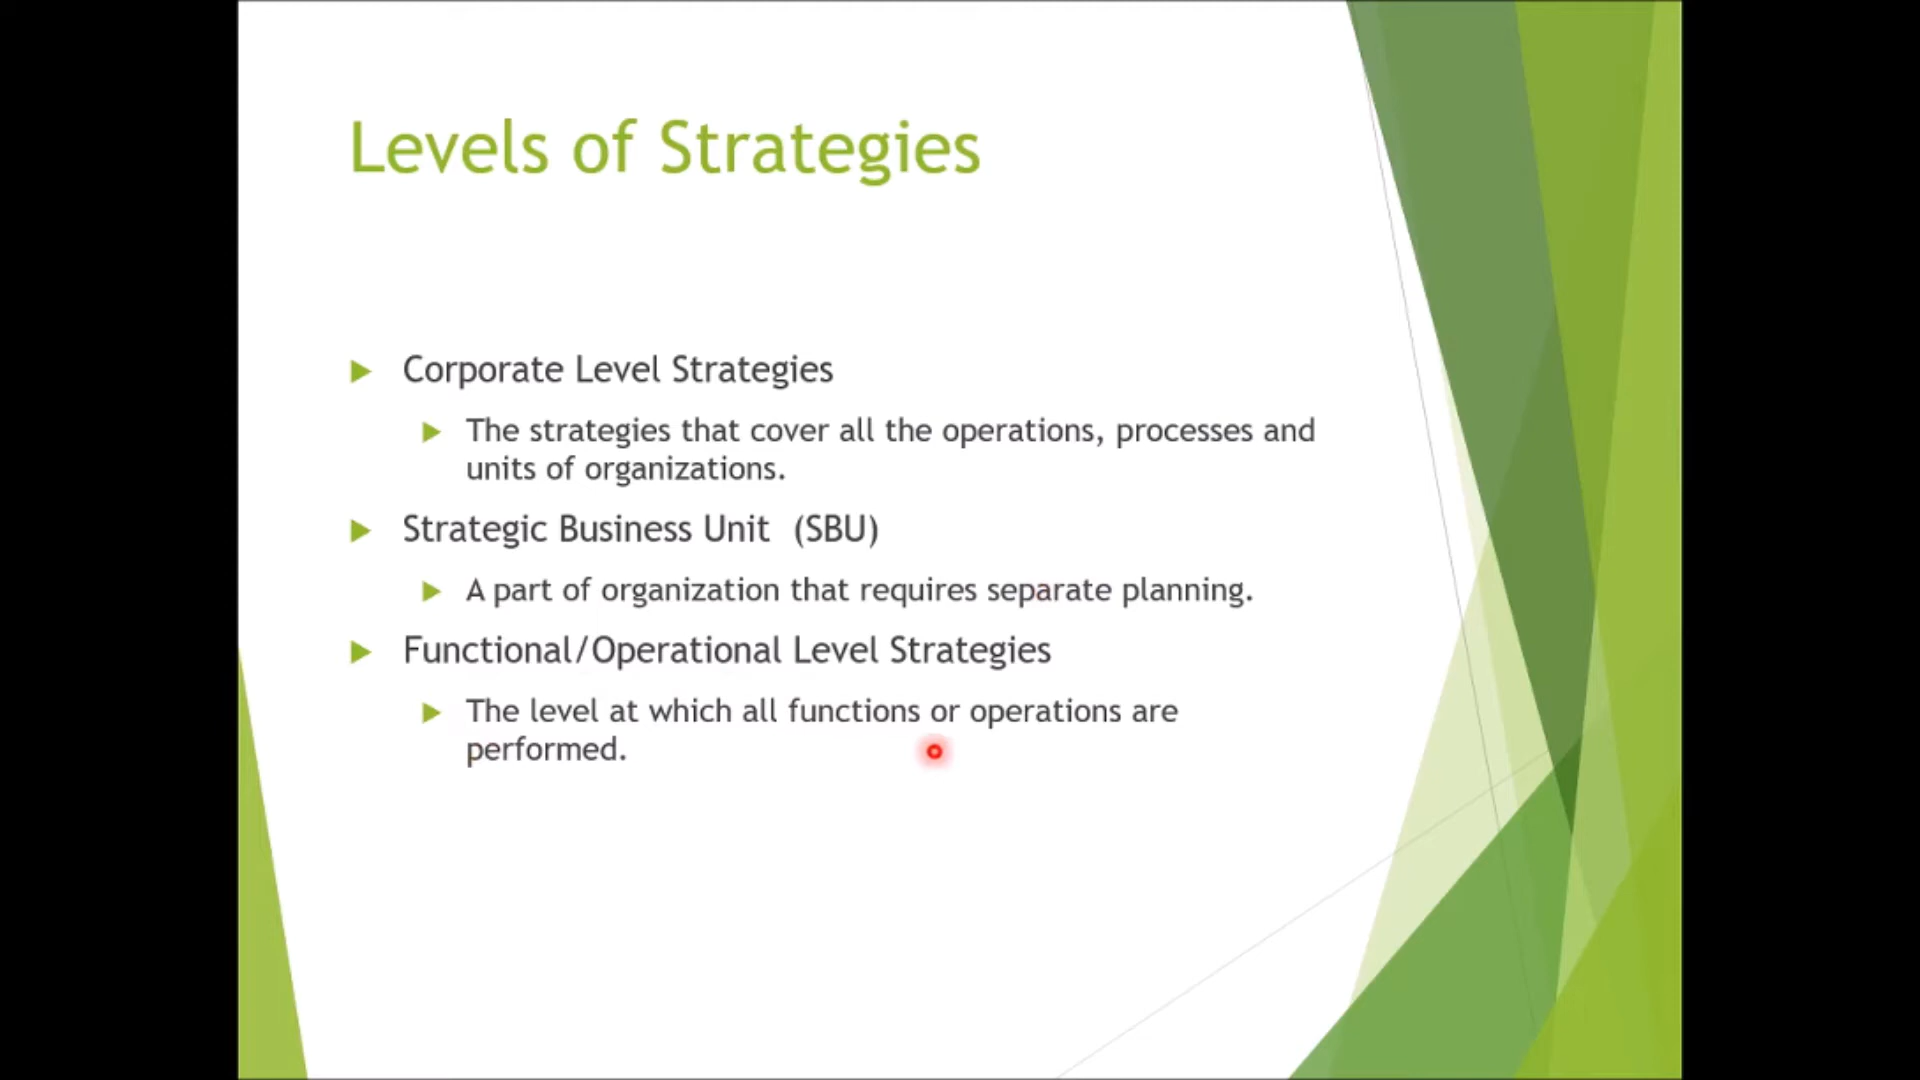 Levels of Strategies
Corporate Level Strategies
The strategies that cover all the operations, processes and
units of organizations.
Strategic Business Unit  (SBU)
A part of organization that requires separate planning.
Functional/Operational Level Strategies
The level at which all functions or operations are
performed.